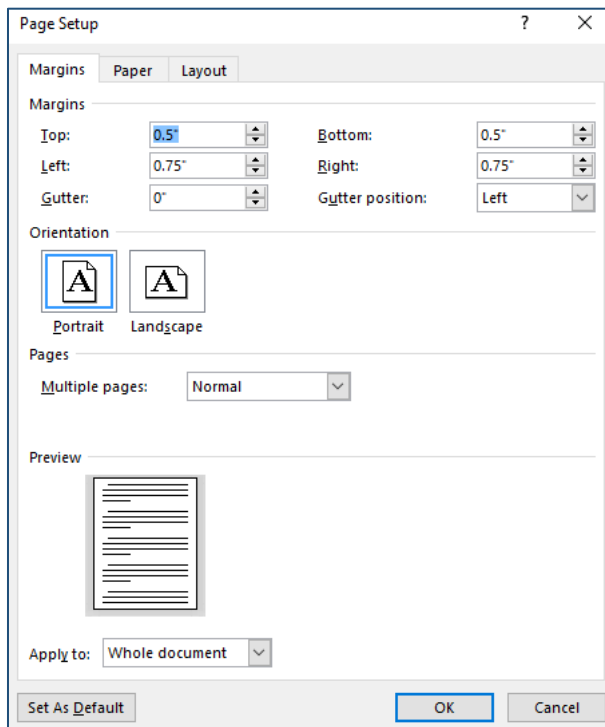 Page Setup ? ×
Margins Paper Layout
Margins
Top: 0.5" Bottom: 0.5"
Left: 0.75" Right: 0.75"
Gutter: 0" Gutter position: Left
Orientation
A A
Portrait Landscape
Pages
Multiple pages: Normal
Preview
Apply to: Whole document
Set As Default OK Cancel